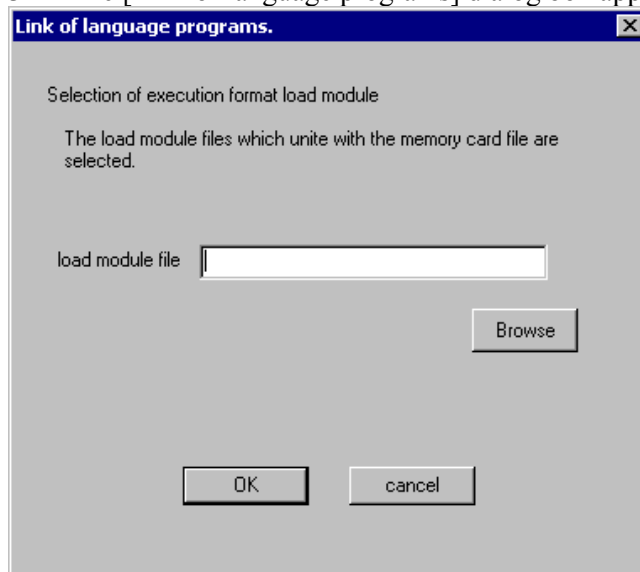 Link of language programs.
Selection of execution format load module
The load module files which unite with the memory card file are
selected.
load module file
Browse
OK
cancel